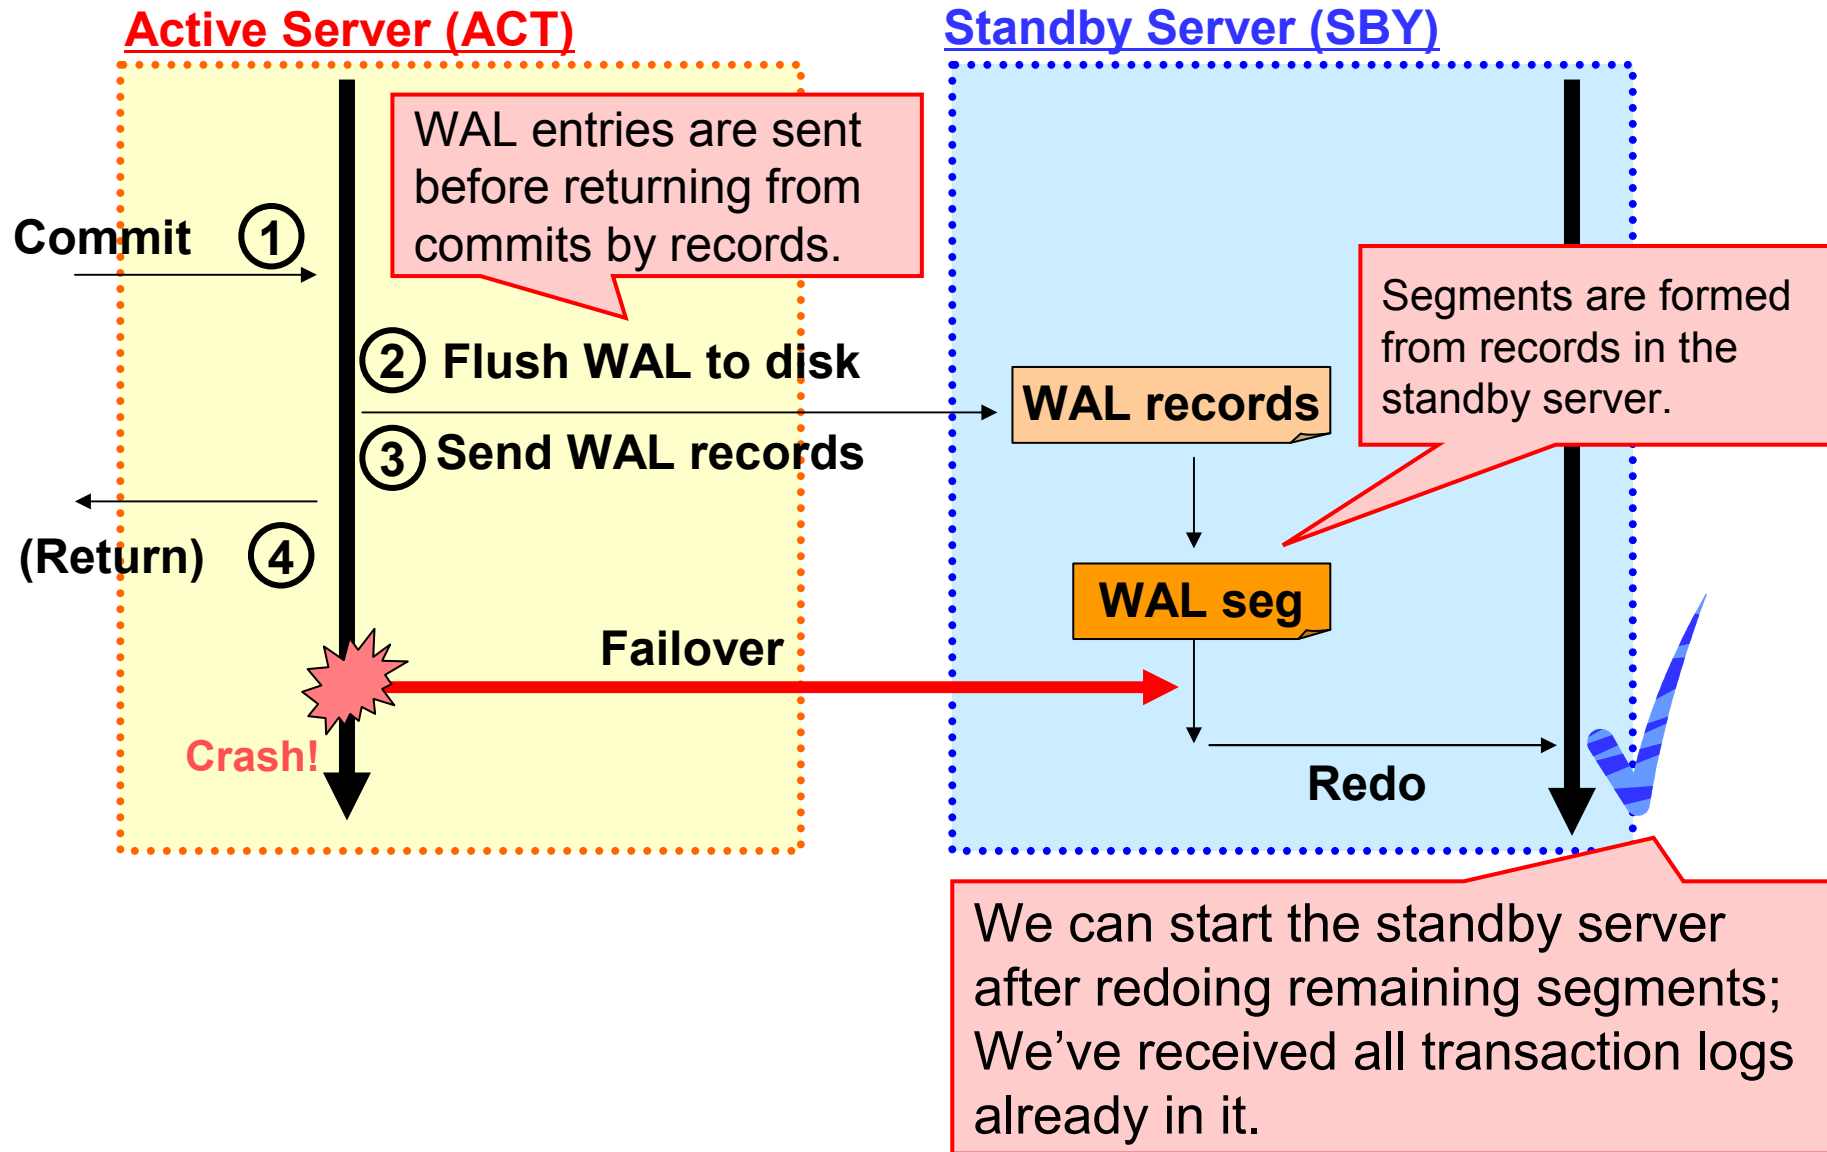 Active Server (ACT)
Standby Server (SBY)
WAL entries are sent
before returning from
commits by records.
Commit ①
Segments are formed
from records in the
standby server.
② Flush WAL to disk
WAL records
③ Send WAL records
(Return) ④
WAL seg
Failover
Crash!
Redo
We can start the standby server
after redoing remaining segments;
We’ve received all transaction logs
already in it.